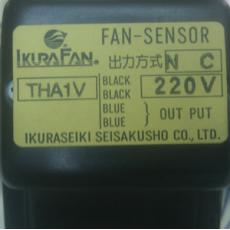 FAN-SENSOR
IKURAFAN® 出力方式 N C
THA1V BLACK BLACK 220V
BLUE BLUE } OUT PUT
IKURASEIKI SEISAKUSHO CO., LTD.